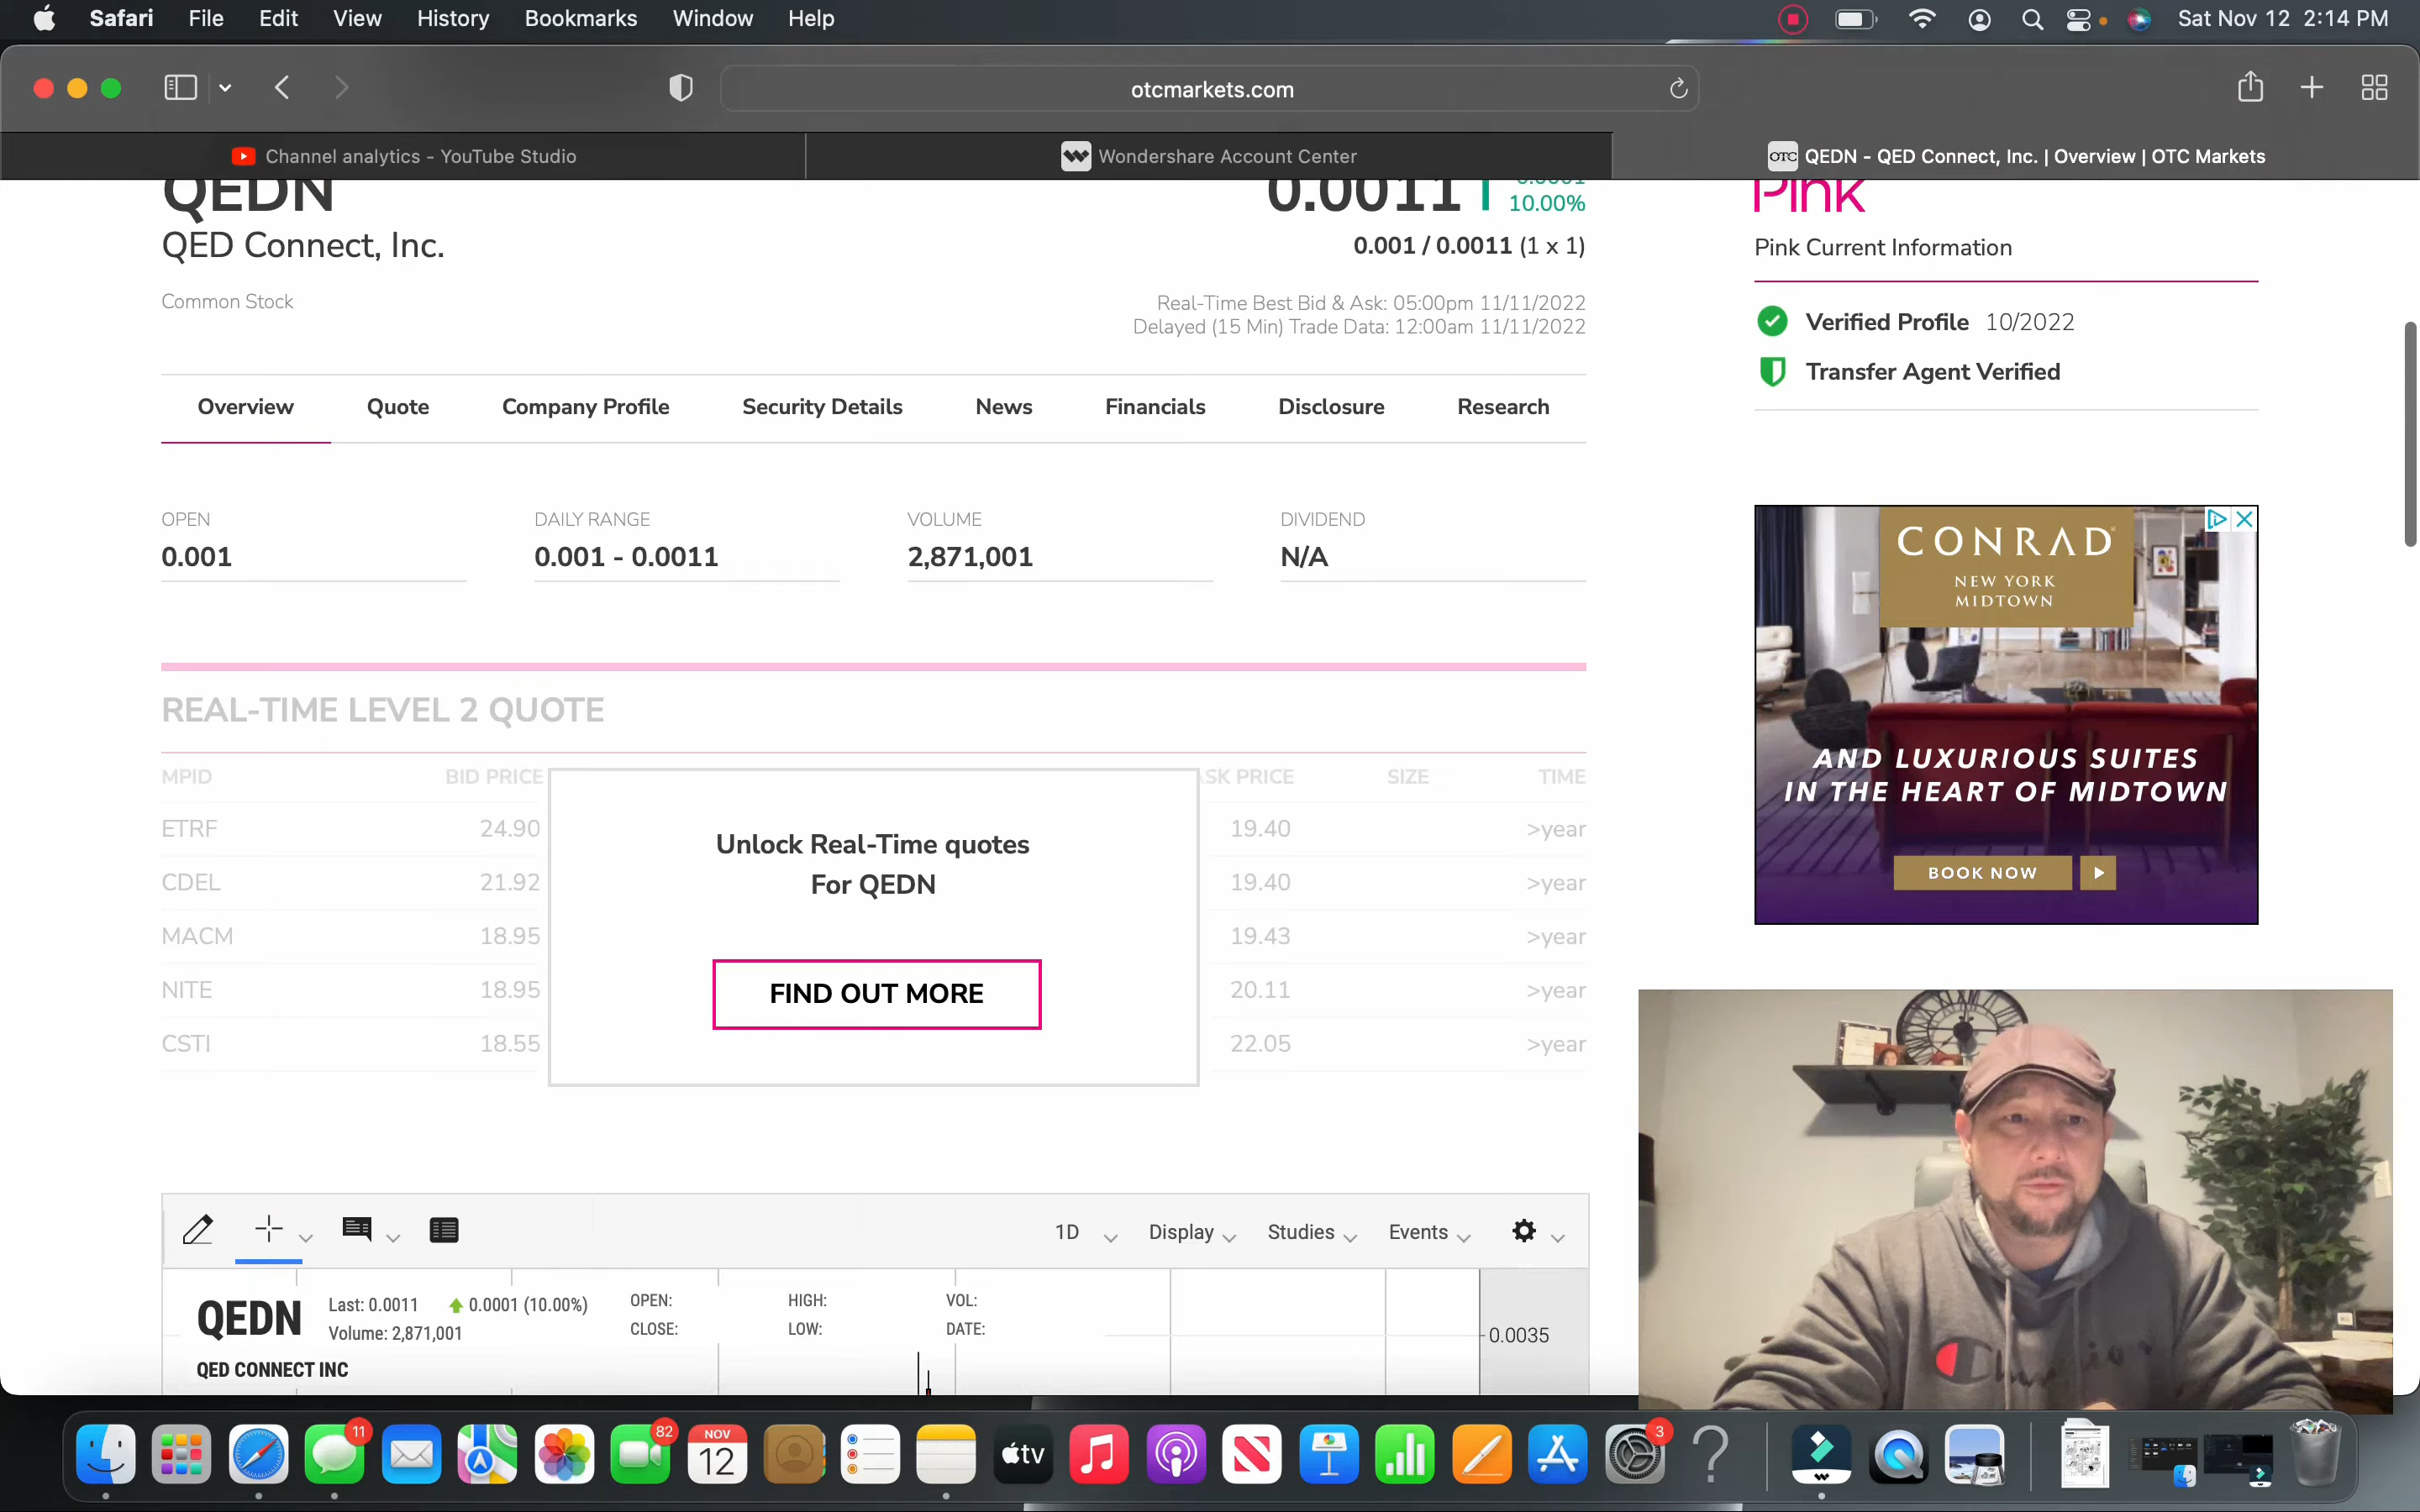 Safari File Edit View History Bookmarks Window Help
Sat Nov 12 2:14 PM
otcmarkets.com
Channel analytics - YouTube Studio
Wondershare Account Center
OTC QEDN - QED Connect, Inc. | Overview | OTC Markets
QEDN
0.0011
0.0001
10.00%
QED Connect, Inc.
0.001 / 0.0011 (1 x 1)
Common Stock
Real-Time Best Bid & Ask: 05:00pm 11/11/2022
Delayed (15 Min) Trade Data: 12:00am 11/11/2022
Pink
Pink Current Information
Verified Profile 10/2022
Transfer Agent Verified
Overview Quote Company Profile Security Details News Financials Disclosure Research
OPEN DAILY RANGE VOLUME DIVIDEND
0.001 0.001 - 0.0011 2,871,001 N/A
CONRAD
NEW YORK
MIDTOWN
AND LUXURIOUS SUITES
IN THE HEART OF MIDTOWN
BOOK NOW
REAL-TIME LEVEL 2 QUOTE
MPID BID PRICE SK PRICE SIZE TIME
ETRF 24.90 19.40 >year
CDEL 21.92 19.40 >year
MACM 18.95 19.43 >year
NITE 18.95 20.11 >year
CSTI 18.55 22.05 >year
Unlock Real-Time quotes
For QEDN
FIND OUT MORE
1D Display Studies Events
QEDN
Last: 0.0011 0.0001 (10.00%)
Volume: 2,871,001
OPEN: HIGH: VOL:
CLOSE: LOW: DATE:
0.0035
QED CONNECT INC
Champion
11
82
NOV
12
tv
3